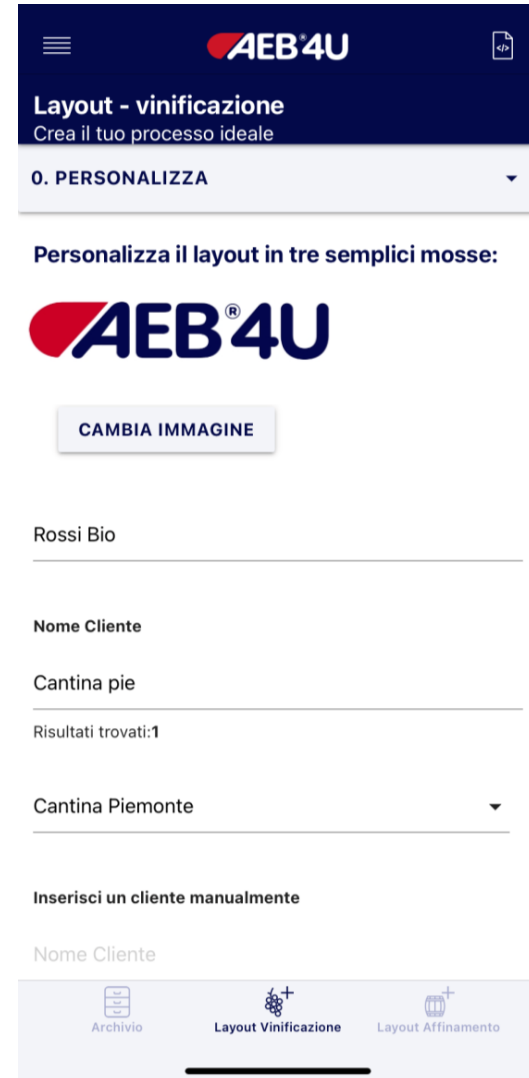 AEB®4U
Layout - vinificazione
Crea il tuo processo ideale
0. PERSONALIZZA
Personalizza il layout in tre semplici mosse:
AEB®4U
CAMBIA IMMAGINE
Rossi Bio
Nome Cliente
Cantina pie
Risultati trovati:1
Cantina Piemonte
Inserisci un cliente manualmente
Nome Cliente
Archivio
Layout Vinificazione
Layout Affinamento